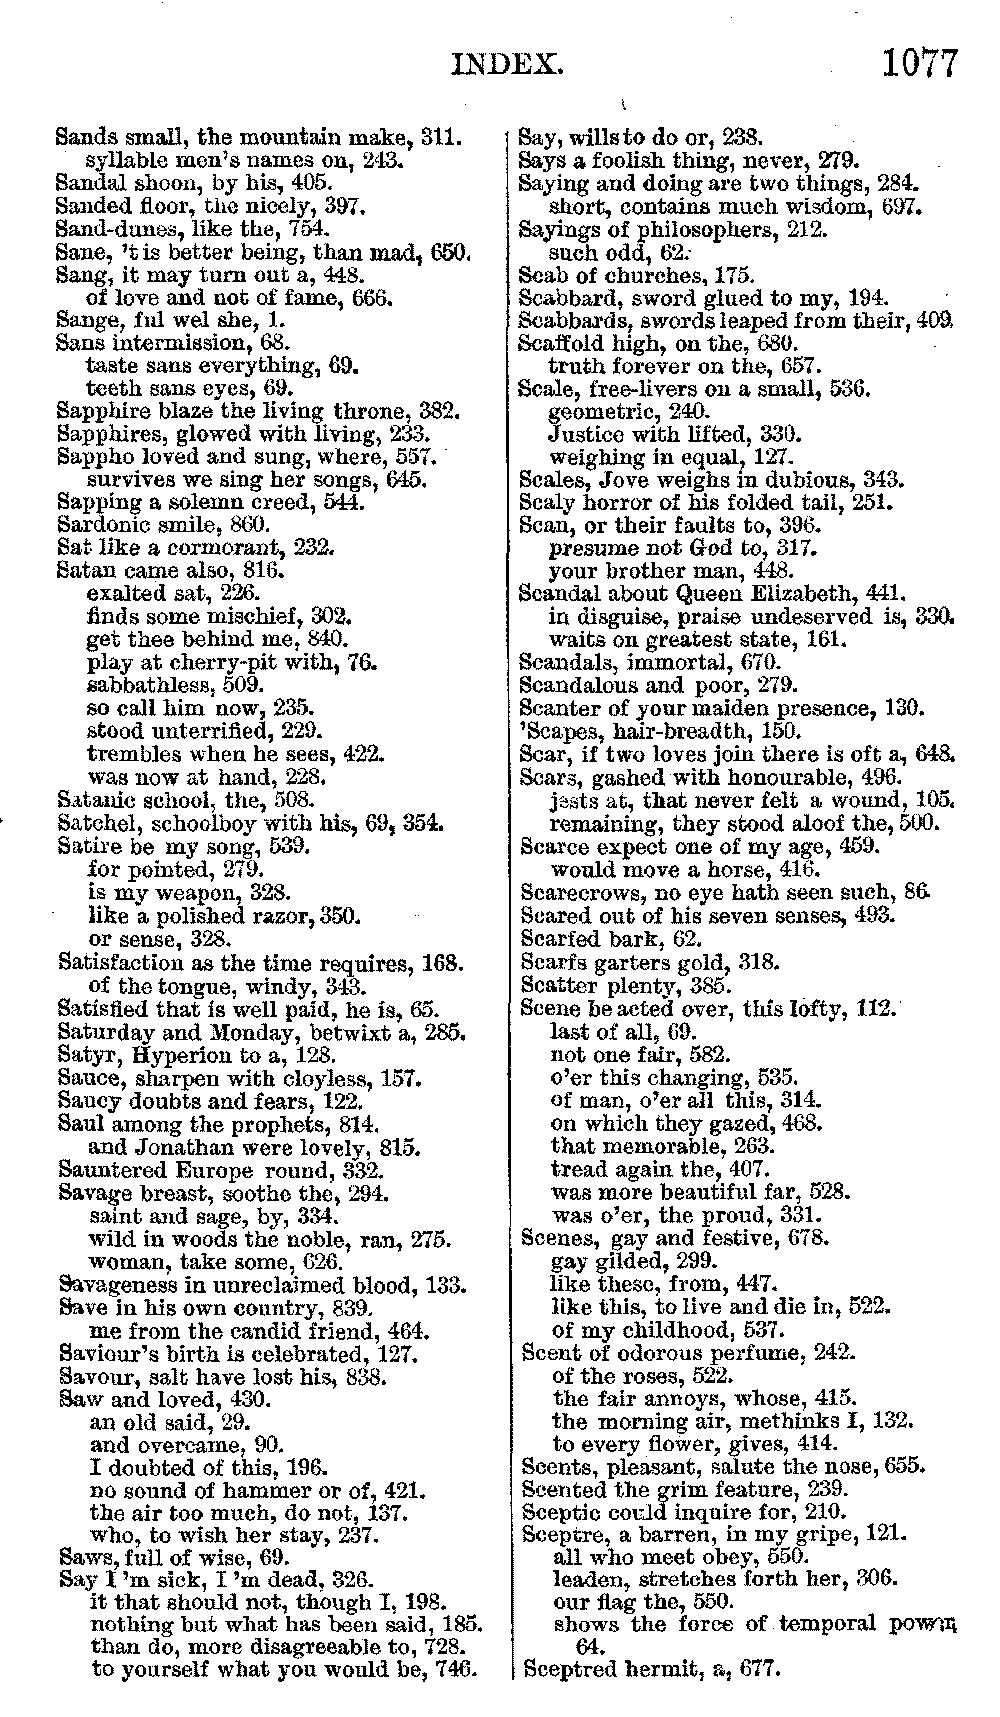 INDEX. 1077
Sands small, the mountain make, 311.
syllable men's names on, 243.
Sandal shoon, by his, 405.
Sanded floor, the nicely, 397.
Sand-dunes, like the, 754.
Sane, 't is better being, than mad, 650.
Sang, it may turn out a, 448.
of love and not of fame, 666.
Sange, ful wel she, 1.
Sans intermission, 68.
taste sans everything, 69.
teeth sans eyes, 69.
Sapphire blaze the living throne, 382.
Sapphires, glowed with living, 233.
Sappho loved and sung, where, 557.
survives we sing her songs, 645.
Sapping a solemn creed, 544.
Sardonic smile, 860.
Sat like a cormorant, 232.
Satan came also, 816.
exalted sat, 226.
finds some mischief, 302.
get thee behind me, 840.
play at cherry-pit with, 76.
sabbathless, 509.
so call him now, 235.
stood unterrified, 229.
trembles when he sees, 422.
was now at hand, 228.
Satanic school, the, 508.
Satchel, schoolboy with his, 69, 354.
Satire be my song, 539.
for pointed, 279.
is my weapon, 328.
like a polished razor, 350.
or sense, 328.
Satisfaction as the time requires, 168.
of the tongue, windy, 343.
Satisfied that is well paid, he is, 65.
Saturday and Monday, betwixt a, 285.
Satyr, Hyperion to a, 128.
Sauce, sharpen with cloyless, 157.
Saucy doubts and fears, 122.
Saul among the prophets, 814.
and Jonathan were lovely, 815.
Sauntered Europe round, 332.
Savage breast, soothe the, 294.
saint and sage, by, 334.
wild in woods the noble, ran, 275.
woman, take some, 626.
Savageness in unreclaimed blood, 133.
Save in his own country, 839.
me from the candid friend, 464.
Saviour's birth is celebrated, 127.
Savour, salt have lost his, 838.
Saw and loved, 430.
an old said, 29.
and overcame, 90.
I doubted of this, 196.
no sound of hammer or of, 421.
the air too much, do not, 137.
who, to wish her stay, 237.
Saws, full of wise, 69.
Say I 'm sick, I 'm dead, 326.
it that should not, though I, 198.
nothing but what has been said, 185.
than do, more disagreeable to, 728.
to yourself what you would be, 746.
Say, wills to do or, 238.
Says a foolish thing, never, 279.
Saying and doing are two things, 284.
short, contains much wisdom, 697.
Sayings of philosophers, 212.
such odd, 62.
Scab of churches, 175.
Scabbard, sword glued to my, 194.
Scabbards, swords leaped from their, 409.
Scaffold high, on the, 680.
truth forever on the, 657.
Scale, free-livers on a small, 536.
geometric, 240.
Justice with lifted, 330.
weighing in equal, 127.
Scales, Jove weighs in dubious, 343.
Scaly horror of his folded tail, 251.
Scan, or their faults to, 396.
presume not God to, 317.
your brother man, 448.
Scandal about Queen Elizabeth, 441.
in disguise, praise undeserved is, 330.
waits on greatest state, 161.
Scandals, immortal, 670.
Scandalous and poor, 279.
Scanter of your maiden presence, 130.
'Scapes, hair-breadth, 150.
Scar, if two loves join there is oft a, 648.
Scars, gashed with honourable, 496.
jests at, that never felt a wound, 105.
remaining, they stood aloof the, 500.
Scarce expect one of my age, 459.
would move a horse, 416.
Scarecrows, no eye hath seen such, 86.
Scared out of his seven senses, 493.
Scarfed bark, 62.
Scarfs garters gold, 318.
Scatter plenty, 385.
Scene be acted over, this lofty, 112.
last of all, 69.
not one fair, 582.
o'er this changing, 535.
of man, o'er all this, 314.
on which they gazed, 468.
that memorable, 263.
tread again the, 407.
was more beautiful far, 528.
was o'er, the proud, 331.
Scenes, gay and festive, 678.
gay gilded, 299.
like these, from, 447.
like this, to live and die in, 522.
of my childhood, 537.
Scent of odorous perfume, 242.
of the roses, 522.
the fair annoys, whose, 415.
the morning air, methinks I, 132.
to every flower, gives, 414.
Scents, pleasant, salute the nose, 655.
Scented the grim feature, 239.
Sceptic could inquire for, 210.
Sceptre, a barren, in my gripe, 121.
all who meet obey, 550.
leaden, stretches forth her, 306.
our flag the, 550.
shows the force of temporal power,
64.
Sceptred hermit, a, 677.